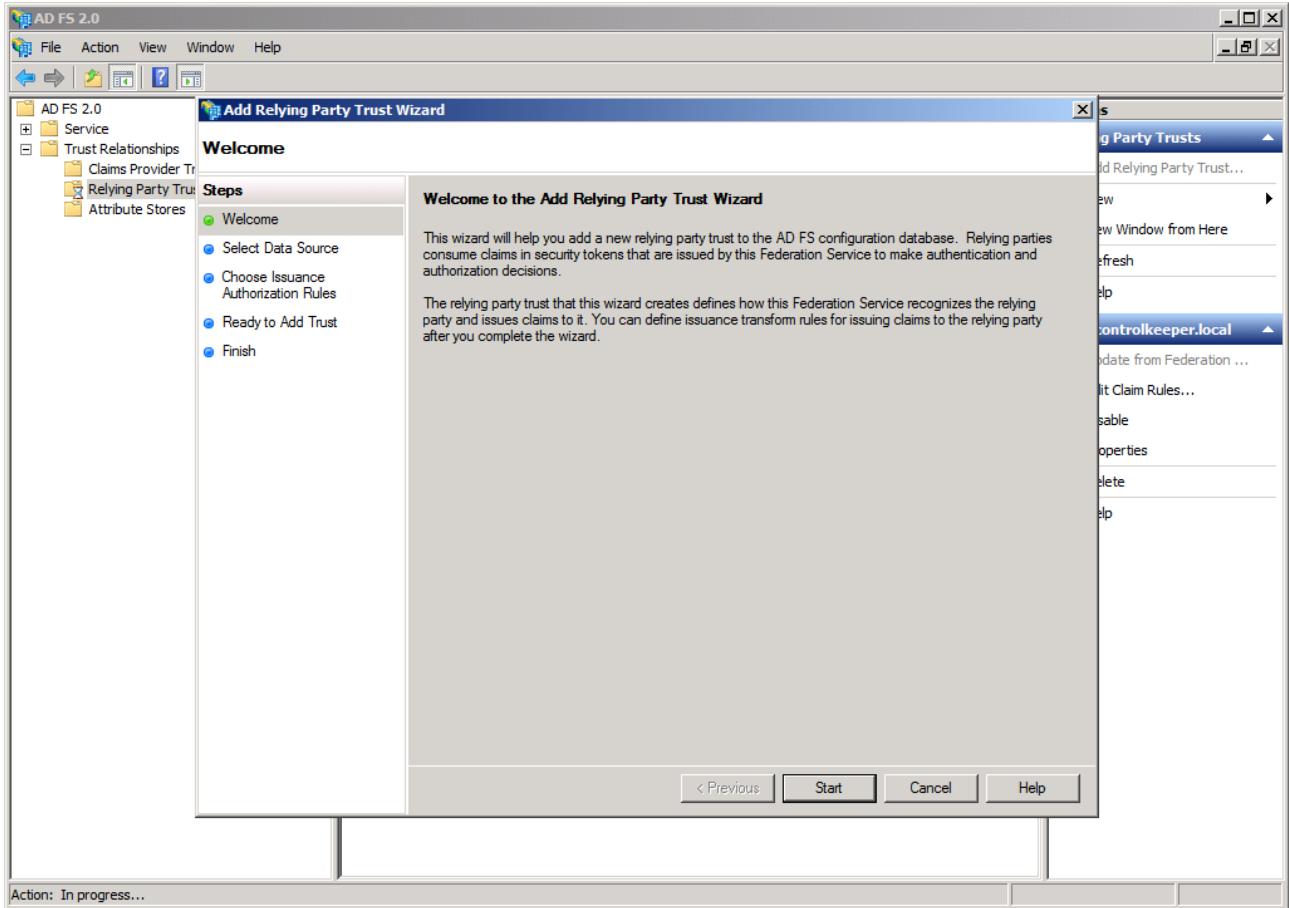 AD FS 2.0
File Action View Window Help
AD FS 2.0
Service
Trust Relationships
Claims Provider Tr
Relying Party Trus
Attribute Stores
Add Relying Party Trust Wizard
Welcome
Steps
Welcome
Select Data Source
Choose Issuance
Authorization Rules
Ready to Add Trust
Finish
Welcome to the Add Relying Party Trust Wizard
This wizard will help you add a new relying party trust to the AD FS configuration database. Relying parties
consume claims in security tokens that are issued by this Federation Service to make authentication and
authorization decisions.
The relying party trust that this wizard creates defines how this Federation Service recognizes the relying
party and issues claims to it. You can define issuance transform rules for issuing claims to the relying party
after you complete the wizard.
< Previous Start Cancel Help
s
g Party Trusts
dd Relying Party Trust...
ew
ew Window from Here
efresh
elp
controlkeeper.local
pdate from Federation ...
dit Claim Rules...
sable
operties
elete
elp
Action: In progress...